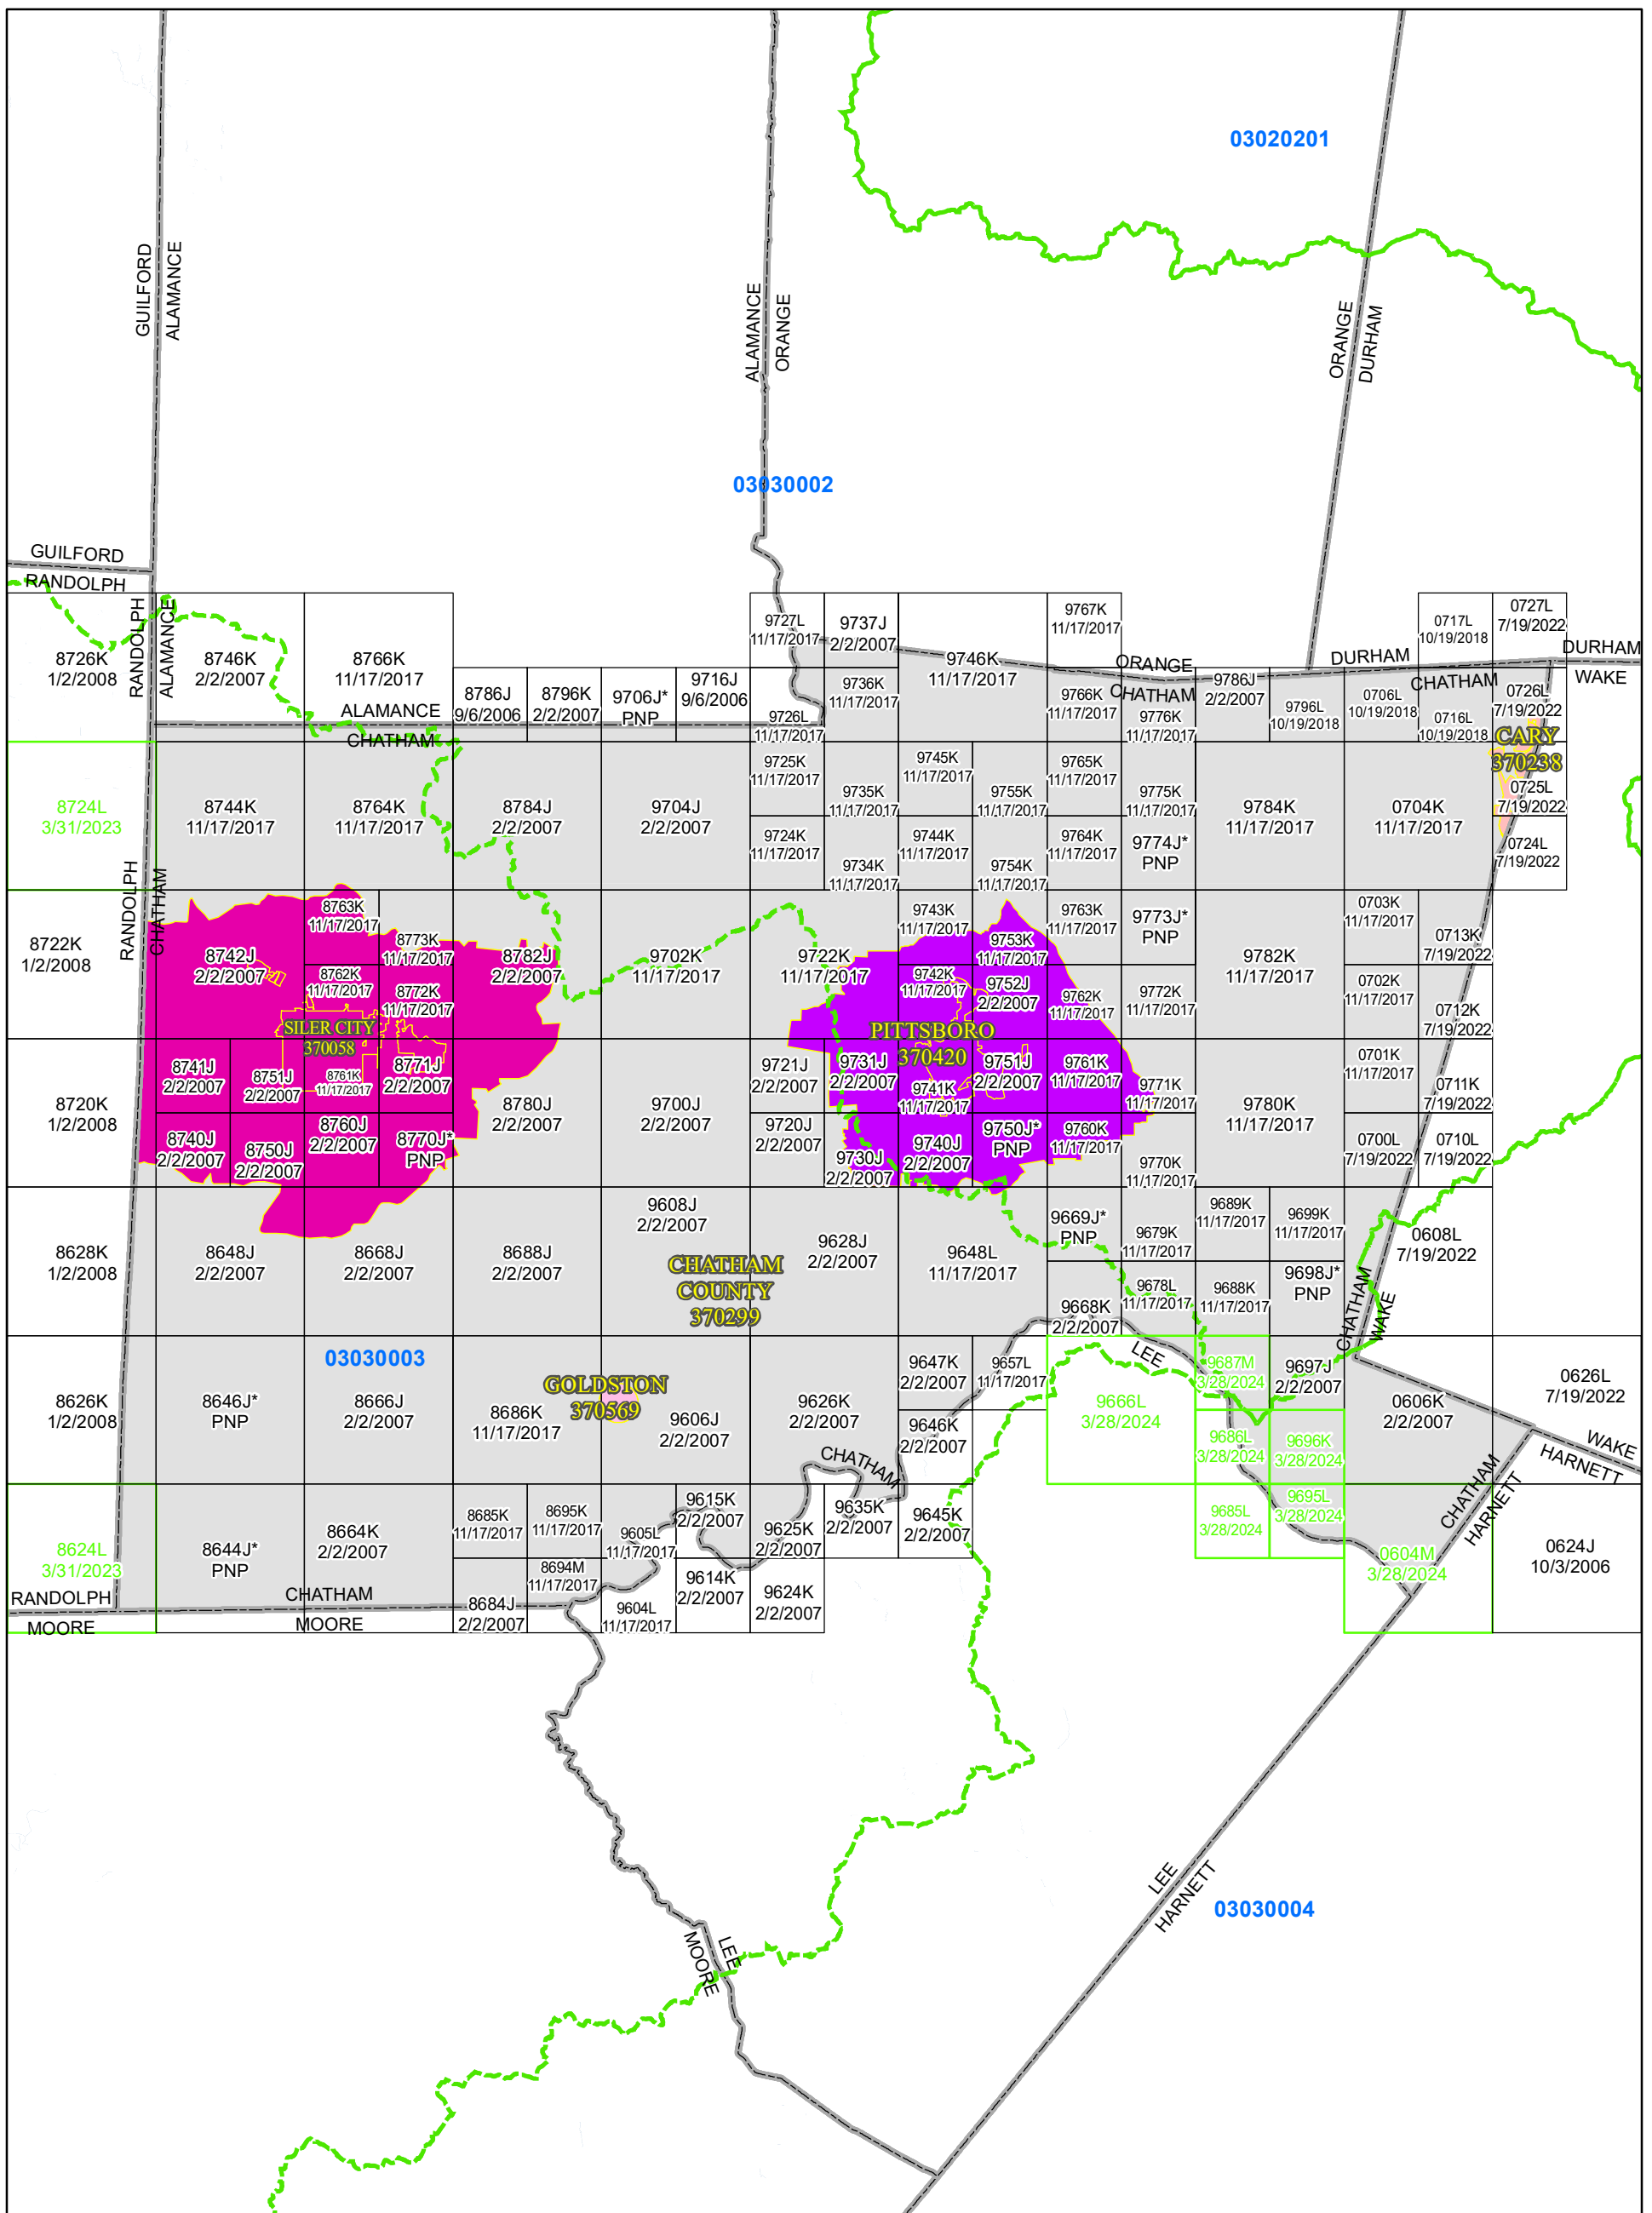 03020201
GUILFORD
ALAMANCE
ALAMANCE
ORANGE
ORANGE
DURHAM
03030002
GUILFORD
RANDOLPH
RANDOLPH
ALAMANCE
8726K
1/2/2008
8746K
2/2/2007
8766K
11/17/2017
8786J
9/6/2006
8796K
2/2/2007
9706J*
PNP
9716J
9/6/2006
9727L
11/17/2017
9726L
11/17/2017
9737J
2/2/2007
9736K
11/17/2017
9746K
11/17/2017
9767K
11/17/2017
9766K
11/17/2017
ORANGE
CHATHAM
9776K
11/17/2017
9786J
2/2/2007
9796L
10/19/2018
DURHAM
CHATHAM
0706L
10/19/2018
0717L
10/19/2018
0716L
10/19/2018
0727L
7/19/2022
DURHAM
WAKE
0726L
7/19/2022
CARY
370238
ALAMANCE
CHATHAM
8724L
3/31/2023
8744K
11/17/2017
8764K
11/17/2017
8784J
2/2/2007
9704J
2/2/2007
9725K
11/17/2017
9724K
11/17/2017
9735K
11/17/2017
9734K
11/17/2017
9745K
11/17/2017
9744K
11/17/2017
9755K
11/17/2017
9754K
11/17/2017
9765K
11/17/2017
9764K
11/17/2017
9775K
11/17/2017
9774J*
PNP
9784K
11/17/2017
0704K
11/17/2017
0725L
7/19/2022
0724L
7/19/2022
RANDOLPH
CHATHAM
8722K
1/2/2008
8742J
2/2/2007
8763K
11/17/2017
8773K
11/17/2017
8762K
11/17/2017
8772K
11/17/2017
8782J
2/2/2007
9702K
11/17/2017
9722K
11/17/2017
9743K
11/17/2017
9753K
11/17/2017
9742K
11/17/2017
9752J
2/2/2007
9763K
11/17/2017
9762K
11/17/2017
9773J*
PNP
9772K
11/17/2017
9782K
11/17/2017
0703K
11/17/2017
0713K
7/19/2022
0702K
11/17/2017
0712K
7/19/2022
SILER CITY
370058
PITTSBORO
370420
8720K
1/2/2008
8741J
2/2/2007
8751J
2/2/2007
8761K
11/17/2017
8771J
2/2/2007
8740J
2/2/2007
8750J
2/2/2007
8760J
2/2/2007
8770J*
PNP
8780J
2/2/2007
9700J
2/2/2007
9721J
2/2/2007
9720J
2/2/2007
9731J
2/2/2007
9730J
2/2/2007
9741K
11/17/2017
9740J
2/2/2007
9751J
2/2/2007
9750J*
PNP
9761K
11/17/2017
9760K
11/17/2017
9771K
11/17/2017
9770K
11/17/2017
9780K
11/17/2017
0701K
11/17/2017
0711K
7/19/2022
0700L
7/19/2022
0710L
7/19/2022
8628K
1/2/2008
8648J
2/2/2007
8668J
2/2/2007
8688J
2/2/2007
9608J
2/2/2007
CHATHAM
COUNTY
370299
9628J
2/2/2007
9648L
11/17/2017
9669J*
PNP
9668K
2/2/2007
9679K
11/17/2017
9678L
11/17/2017
9689K
11/17/2017
9688K
11/17/2017
9699K
11/17/2017
9698J*
PNP
CHATHAM
WAKE
0608L
7/19/2022
03030003
8626K
1/2/2008
8646J*
PNP
8666J
2/2/2007
8686K
11/17/2017
GOLDSTON
370569
9606J
2/2/2007
9626K
2/2/2007
CHATHAM
9647K
2/2/2007
9646K
2/2/2007
9657L
11/17/2017
LEE
9666L
3/28/2024
9687M
3/28/2024
9686L
3/28/2024
9697J
2/2/2007
9696K
3/28/2024
0606K
2/2/2007
0626L
7/19/2022
WAKE
HARNETT
8624L
3/31/2023
8644J*
PNP
8664K
2/2/2007
8685K
11/17/2017
8695K
11/17/2017
8694M
11/17/2017
8684J
2/2/2007
9605L
11/17/2017
9604L
11/17/2017
9615K
2/2/2007
9614K
2/2/2007
9625K
2/2/2007
9624K
2/2/2007
9635K
2/2/2007
9645K
2/2/2007
9685L
3/28/2024
9695L
3/28/2024
0604M
3/28/2024
CHATHAM
HARNETT
0624J
10/3/2006
RANDOLPH
MOORE
CHATHAM
MOORE
LEE
MOORE
LEE
HARNETT
03030004